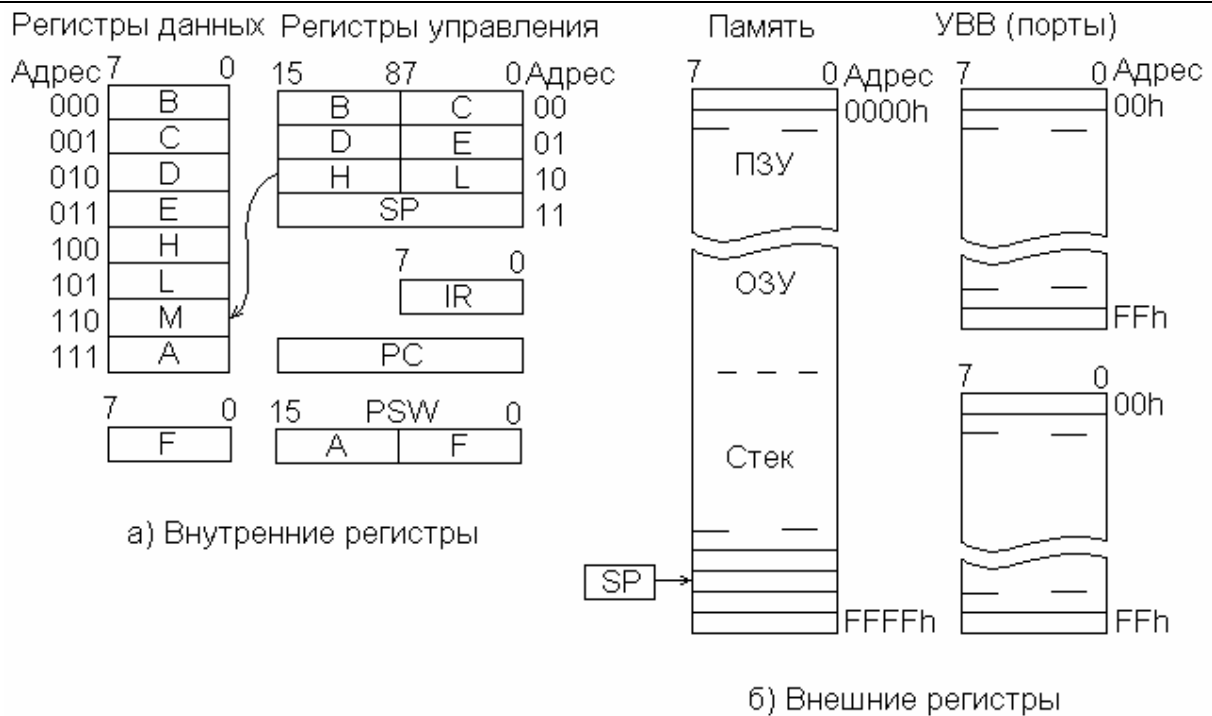 Регистры данных Регистры управления Память УВВ (порты)
Адрес 7 0 15 87 0 Адрес 7 0 Адрес 7 0 Адрес
000 B B C 00 0000h 00h
001 C D E 01
010 D H L 10 ПЗУ
011 E SP 11
100 H
101 L 7 0 ОЗУ
110 M IR FFh
111 A PC
7 0
7 0 15 PSW 0 00h
F A F
Стек
а) Внутренние регистры
SP
FFFFh FFh
б) Внешние регистры